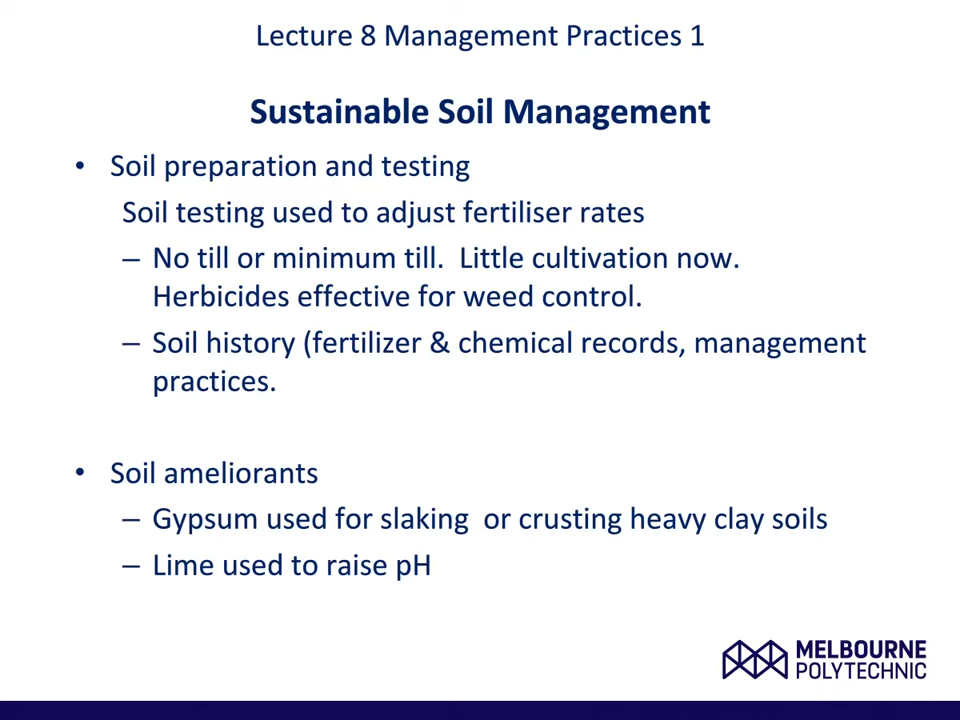 Lecture 8 Management Practices 1
Sustainable Soil Management
• Soil preparation and testing
Soil testing used to adjust fertiliser rates
– No till or minimum till.  Little cultivation now.
Herbicides effective for weed control.
– Soil history (fertilizer & chemical records, management
practices.
• Soil ameliorants
– Gypsum used for slaking  or crusting heavy clay soils
– Lime used to raise pH
MELBOURNE
POLYTECHNIC